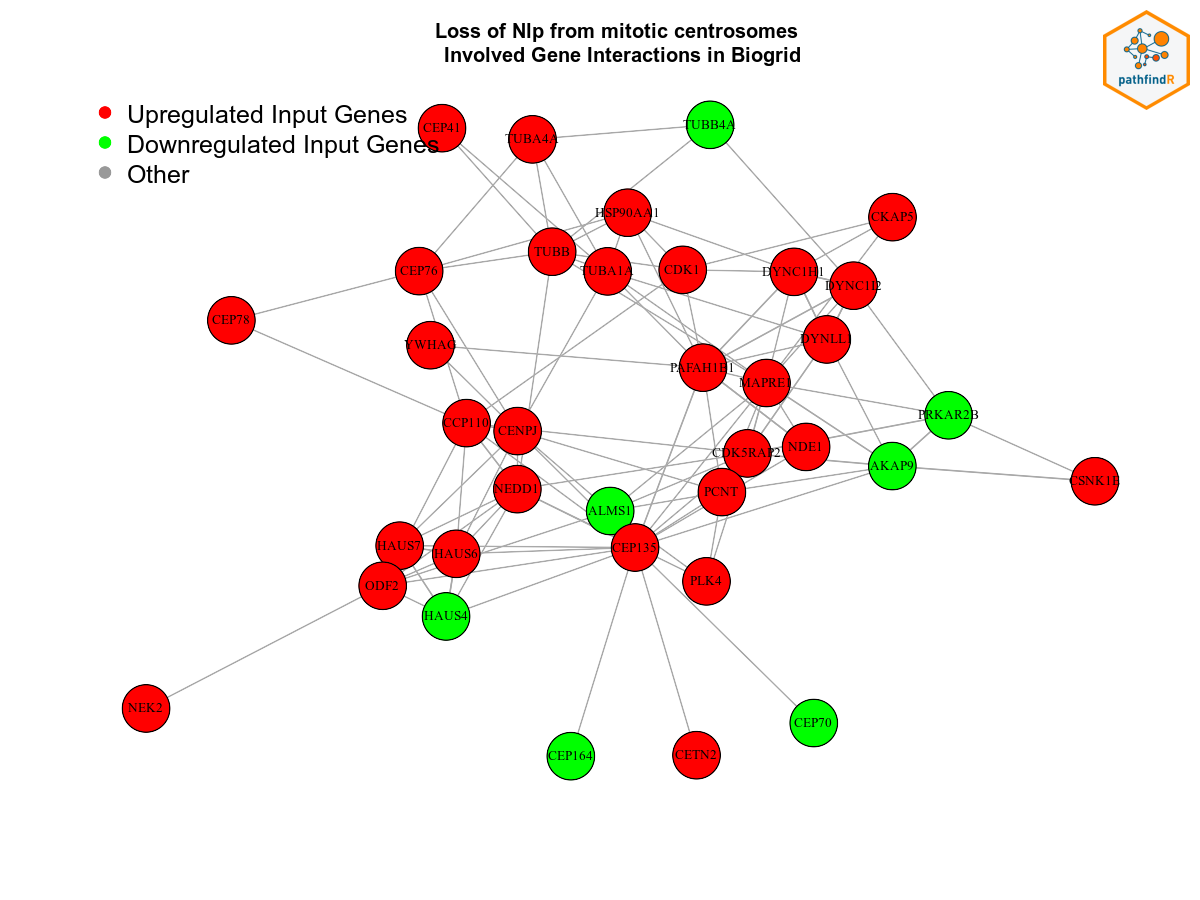 Loss of Nlp from mitotic centrosomes
Involved Gene Interactions in Biogrid
pathfindR
Upregulated Input Genes
Downregulated Input Genes
Other
CEP41
TUBA4A
TUBB4A
HSP90AA1
CKAP5
TUBB
TUBA1A
CDK1
DYNC1H1
DYNC1I2
CEP76
CEP78
YWHAG
DYNLL1
PAFAH1B1
MAPRE1
PRKAR2B
CCP110
CENPJ
CDK5RAP2
NDE1
AKAP9
CSNK1E
NEDD1
PCNT
ALMS1
HAUS7
HAUS6
CEP135
ODF2
PLK4
HAUS4
NEK2
CEP70
CEP164
CETN2